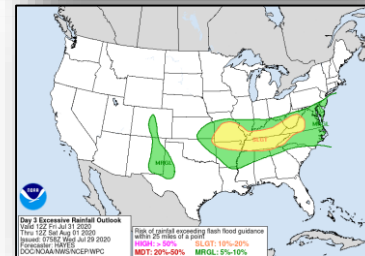 SLGT
MRGL
Day 3 Excessive Rainfall Outlook
Valid 12Z Fri Jul 31 2020
Thru 12Z Sat Aug 01 2020
Issued: 0758Z Wed Jul 29 2020
Forecaster: HAYES
DOC/NOAA/NWS/NCEP/WPC
Risk of rainfall exceeding flash flood guidance
within 25 miles of a point
HIGH: > 50% SLGT: 10%-20%
MDT: 20%-50% MRGL: 5%-10%